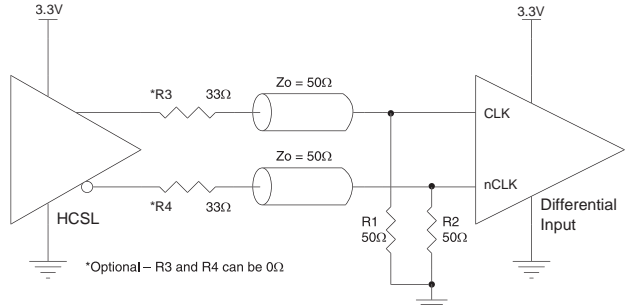 3.3V
3.3V
*R3 33Ω
Zo = 50Ω
CLK
Zo = 50Ω
nCLK
*R4 33Ω
HCSL
R1
50Ω
R2
50Ω
Differential
Input
*Optional – R3 and R4 can be 0Ω